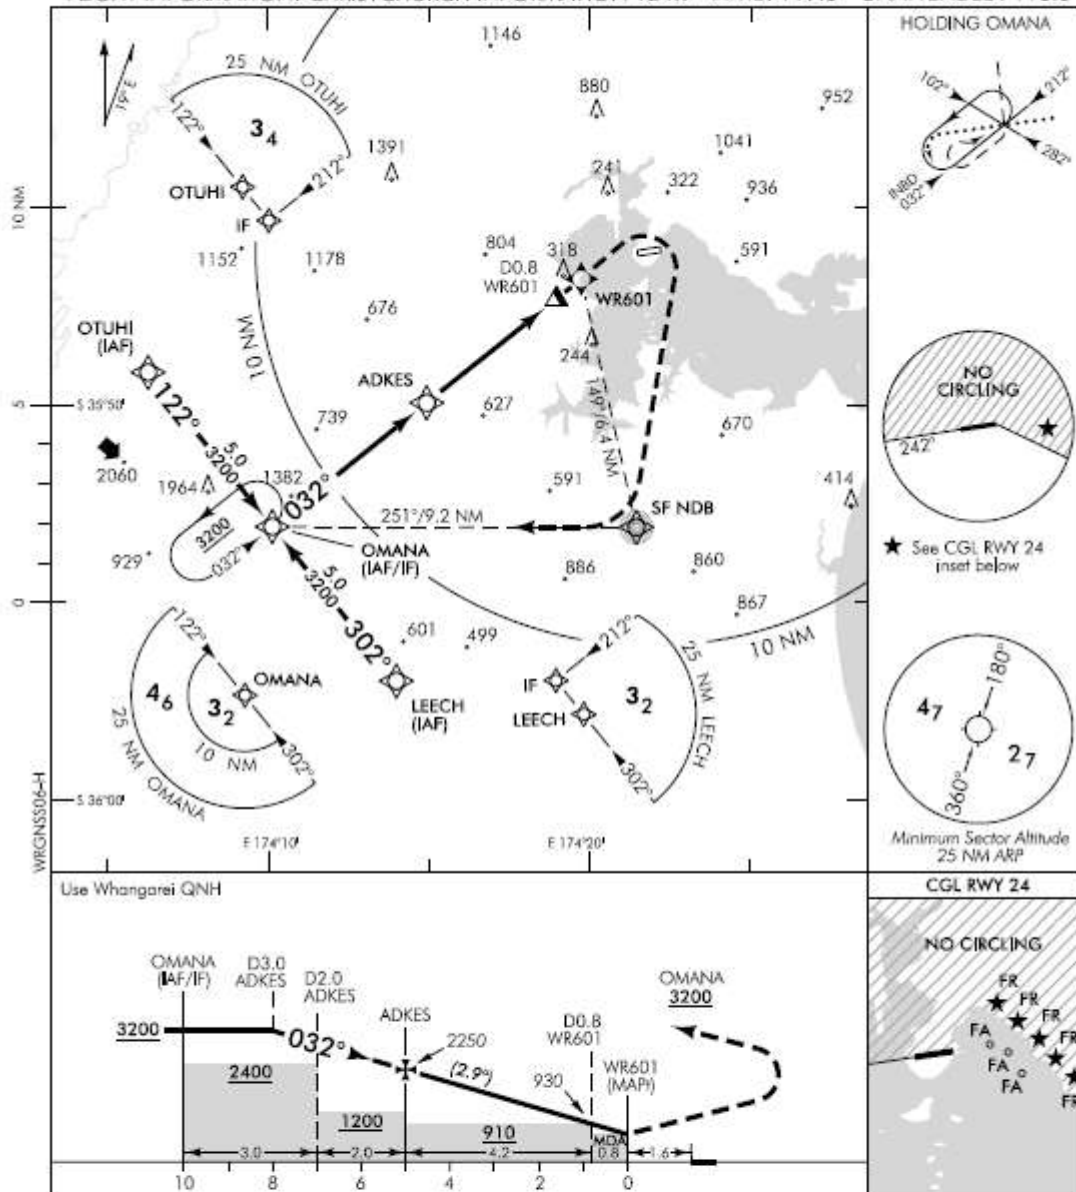 19° E
25 NM OTUHI
122°
3₄
212°
OTUHI
IF
1146
880
952
1391
241
1041
322
936
1152
1178
804
318
591
D0.8
WR601
WR601
676
10 NM
10 NM
OTUHI
(IAF)
122°
5.0
3200
ADKES
244
149°/6.4 NM
5
S 35°50'
739
627
670
2060
1964
1382
032°
591
414
SF NDB
251°/9.2 NM
3200
032°
929
OMANA
(IAF/IF)
886
860
0
5.0
3200
302°
601
499
867
10 NM
212°
122°
OMANA
4₆
3₂
10 NM
302°
25 NM OMANA
LEECH
(IAF)
IF
LEECH
3₂
25 NM LEECH
302°
S 36°00'
E 174°10'
E 174°20'
WRGNSS06-H
HOLDING OMANA
102°
212°
282°
INBD
032°
NO
CIRCLING
242°
★ See CGL RWY 24
inset below
180°
4₇
2₇
360°
Minimum Sector Altitude
25 NM ARP
Use Whangarei QNH
OMANA
(IAF/IF)
D3.0
ADKES
D2.0
ADKES
ADKES
OMANA
3200
D0.8
WR601
WR601
(MAPt)
3200
032°
2250
(2.9°)
930
2400
1200
910
MDA
3.0
2.0
4.2
0.8
1.6
10 8 6 4 2 0
CGL RWY 24
NO CIRCLING
FR
FR
FR
FR
FR
FA
FA
FA